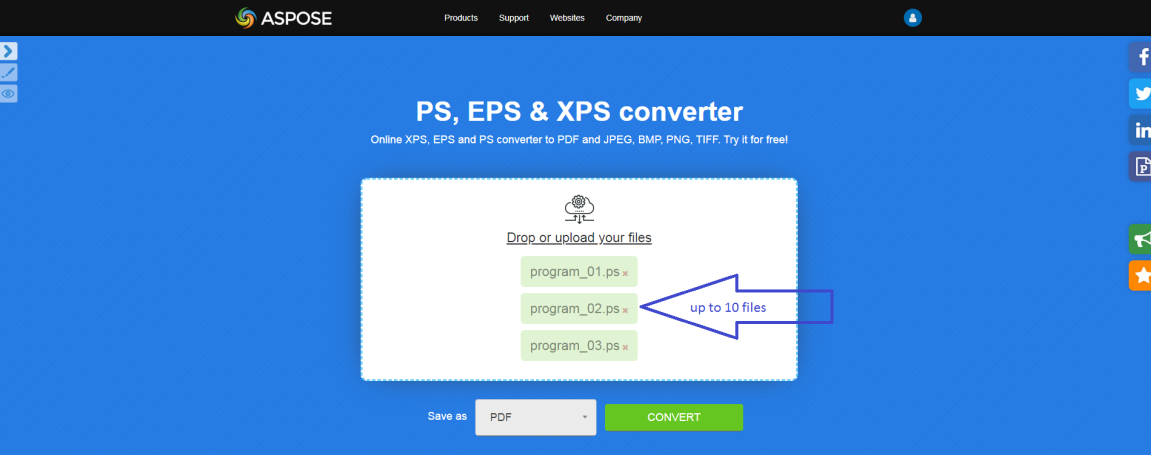 ASPOSE
Products Support Websites Company
PS, EPS & XPS converter
Online XPS, EPS and PS converter to PDF and JPEG, BMP, PNG, TIFF. Try it for free!
Drop or upload your files
program_01.ps ×
program_02.ps ×
up to 10 files
program_03.ps ×
Save as PDF CONVERT